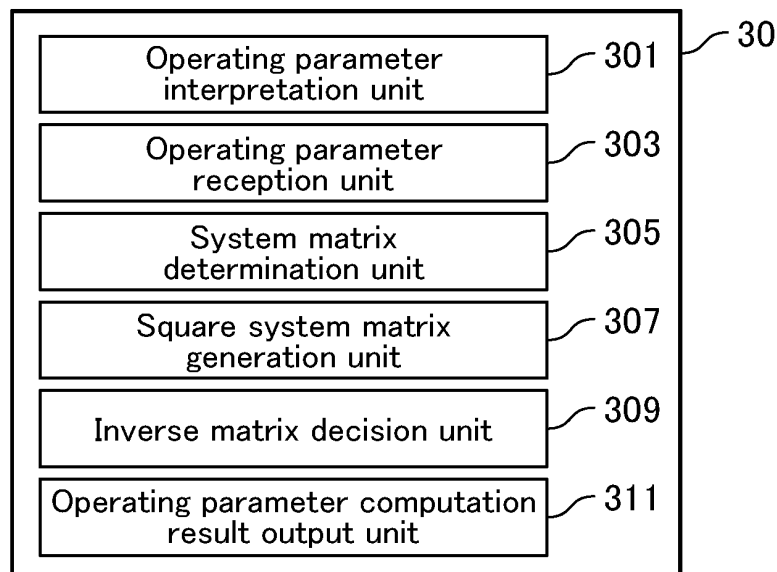 30
Operating parameter
interpretation unit
301
Operating parameter
reception unit
303
System matrix
determination unit
305
Square system matrix
generation unit
307
Inverse matrix decision unit
309
Operating parameter computation
result output unit
311